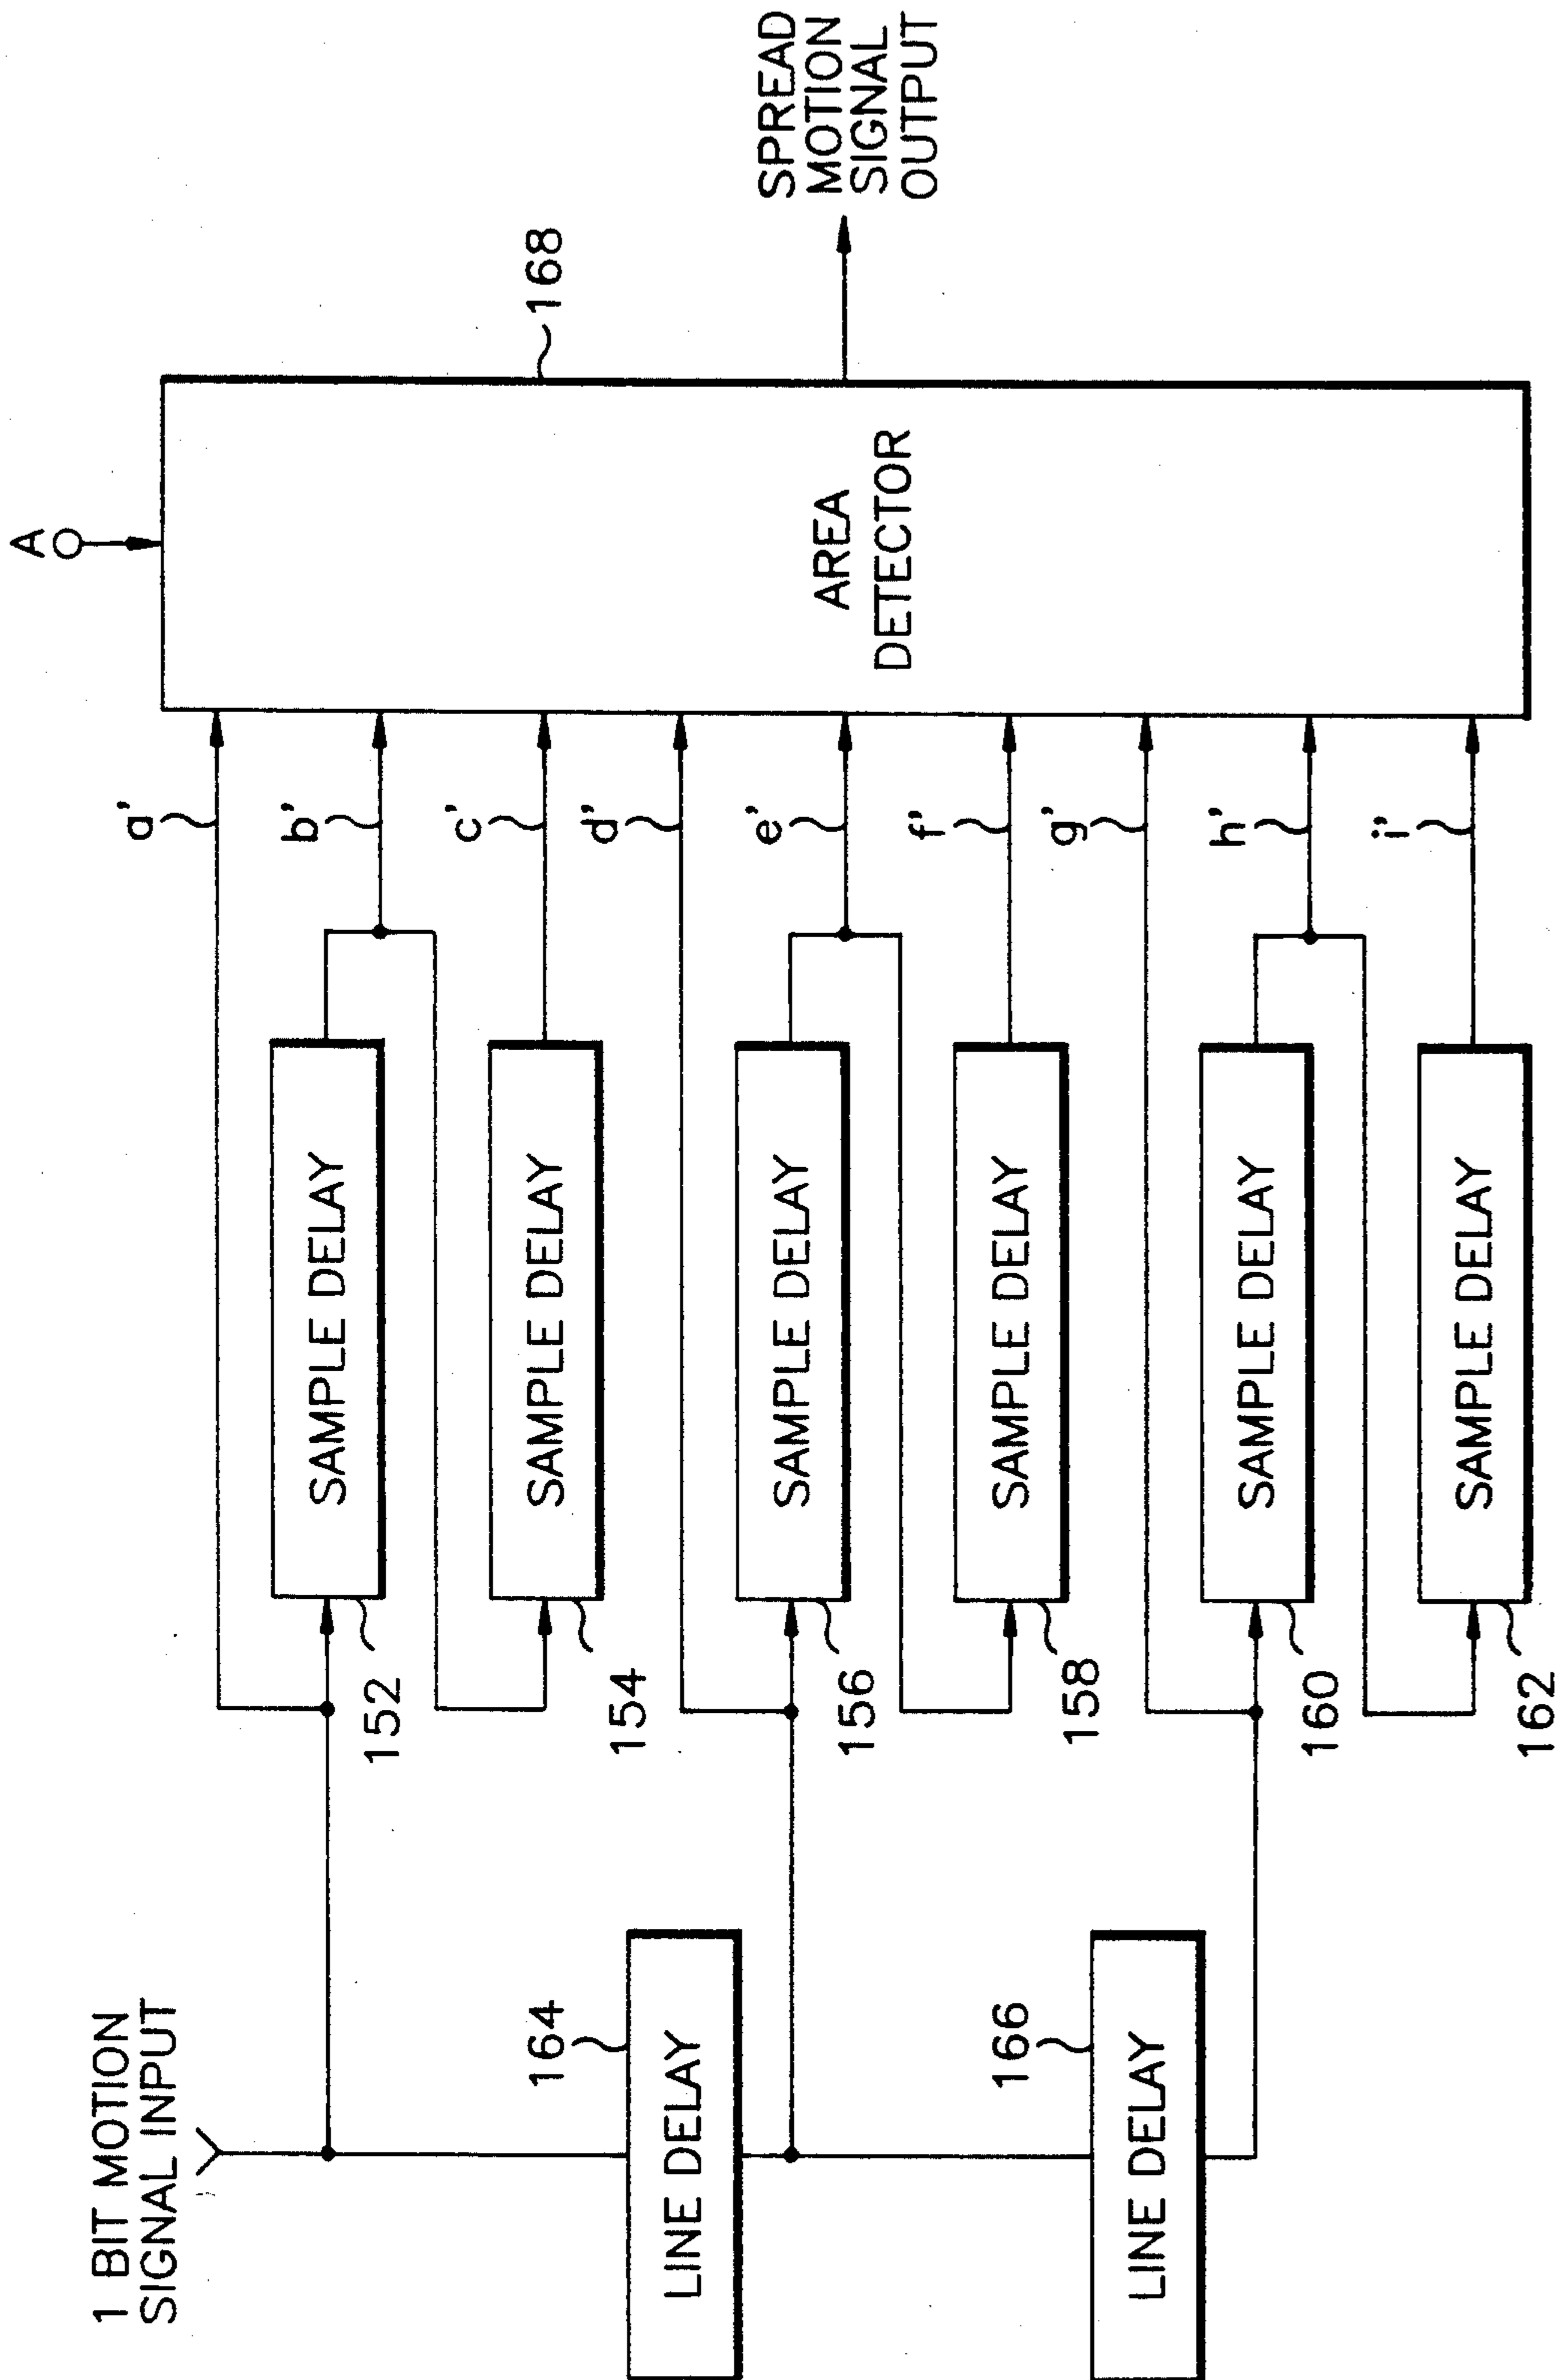 1 BIT MOTION
SIGNAL INPUT
164
LINE DELAY
166
LINE DELAY
152
SAMPLE DELAY
154
SAMPLE DELAY
156
SAMPLE DELAY
158
SAMPLE DELAY
160
SAMPLE DELAY
162
SAMPLE DELAY
a'
b'
c'
d'
e'
f'
g'
h'
i'
A
AREA
DETECTOR
168
SPREAD
MOTION
SIGNAL
OUTPUT